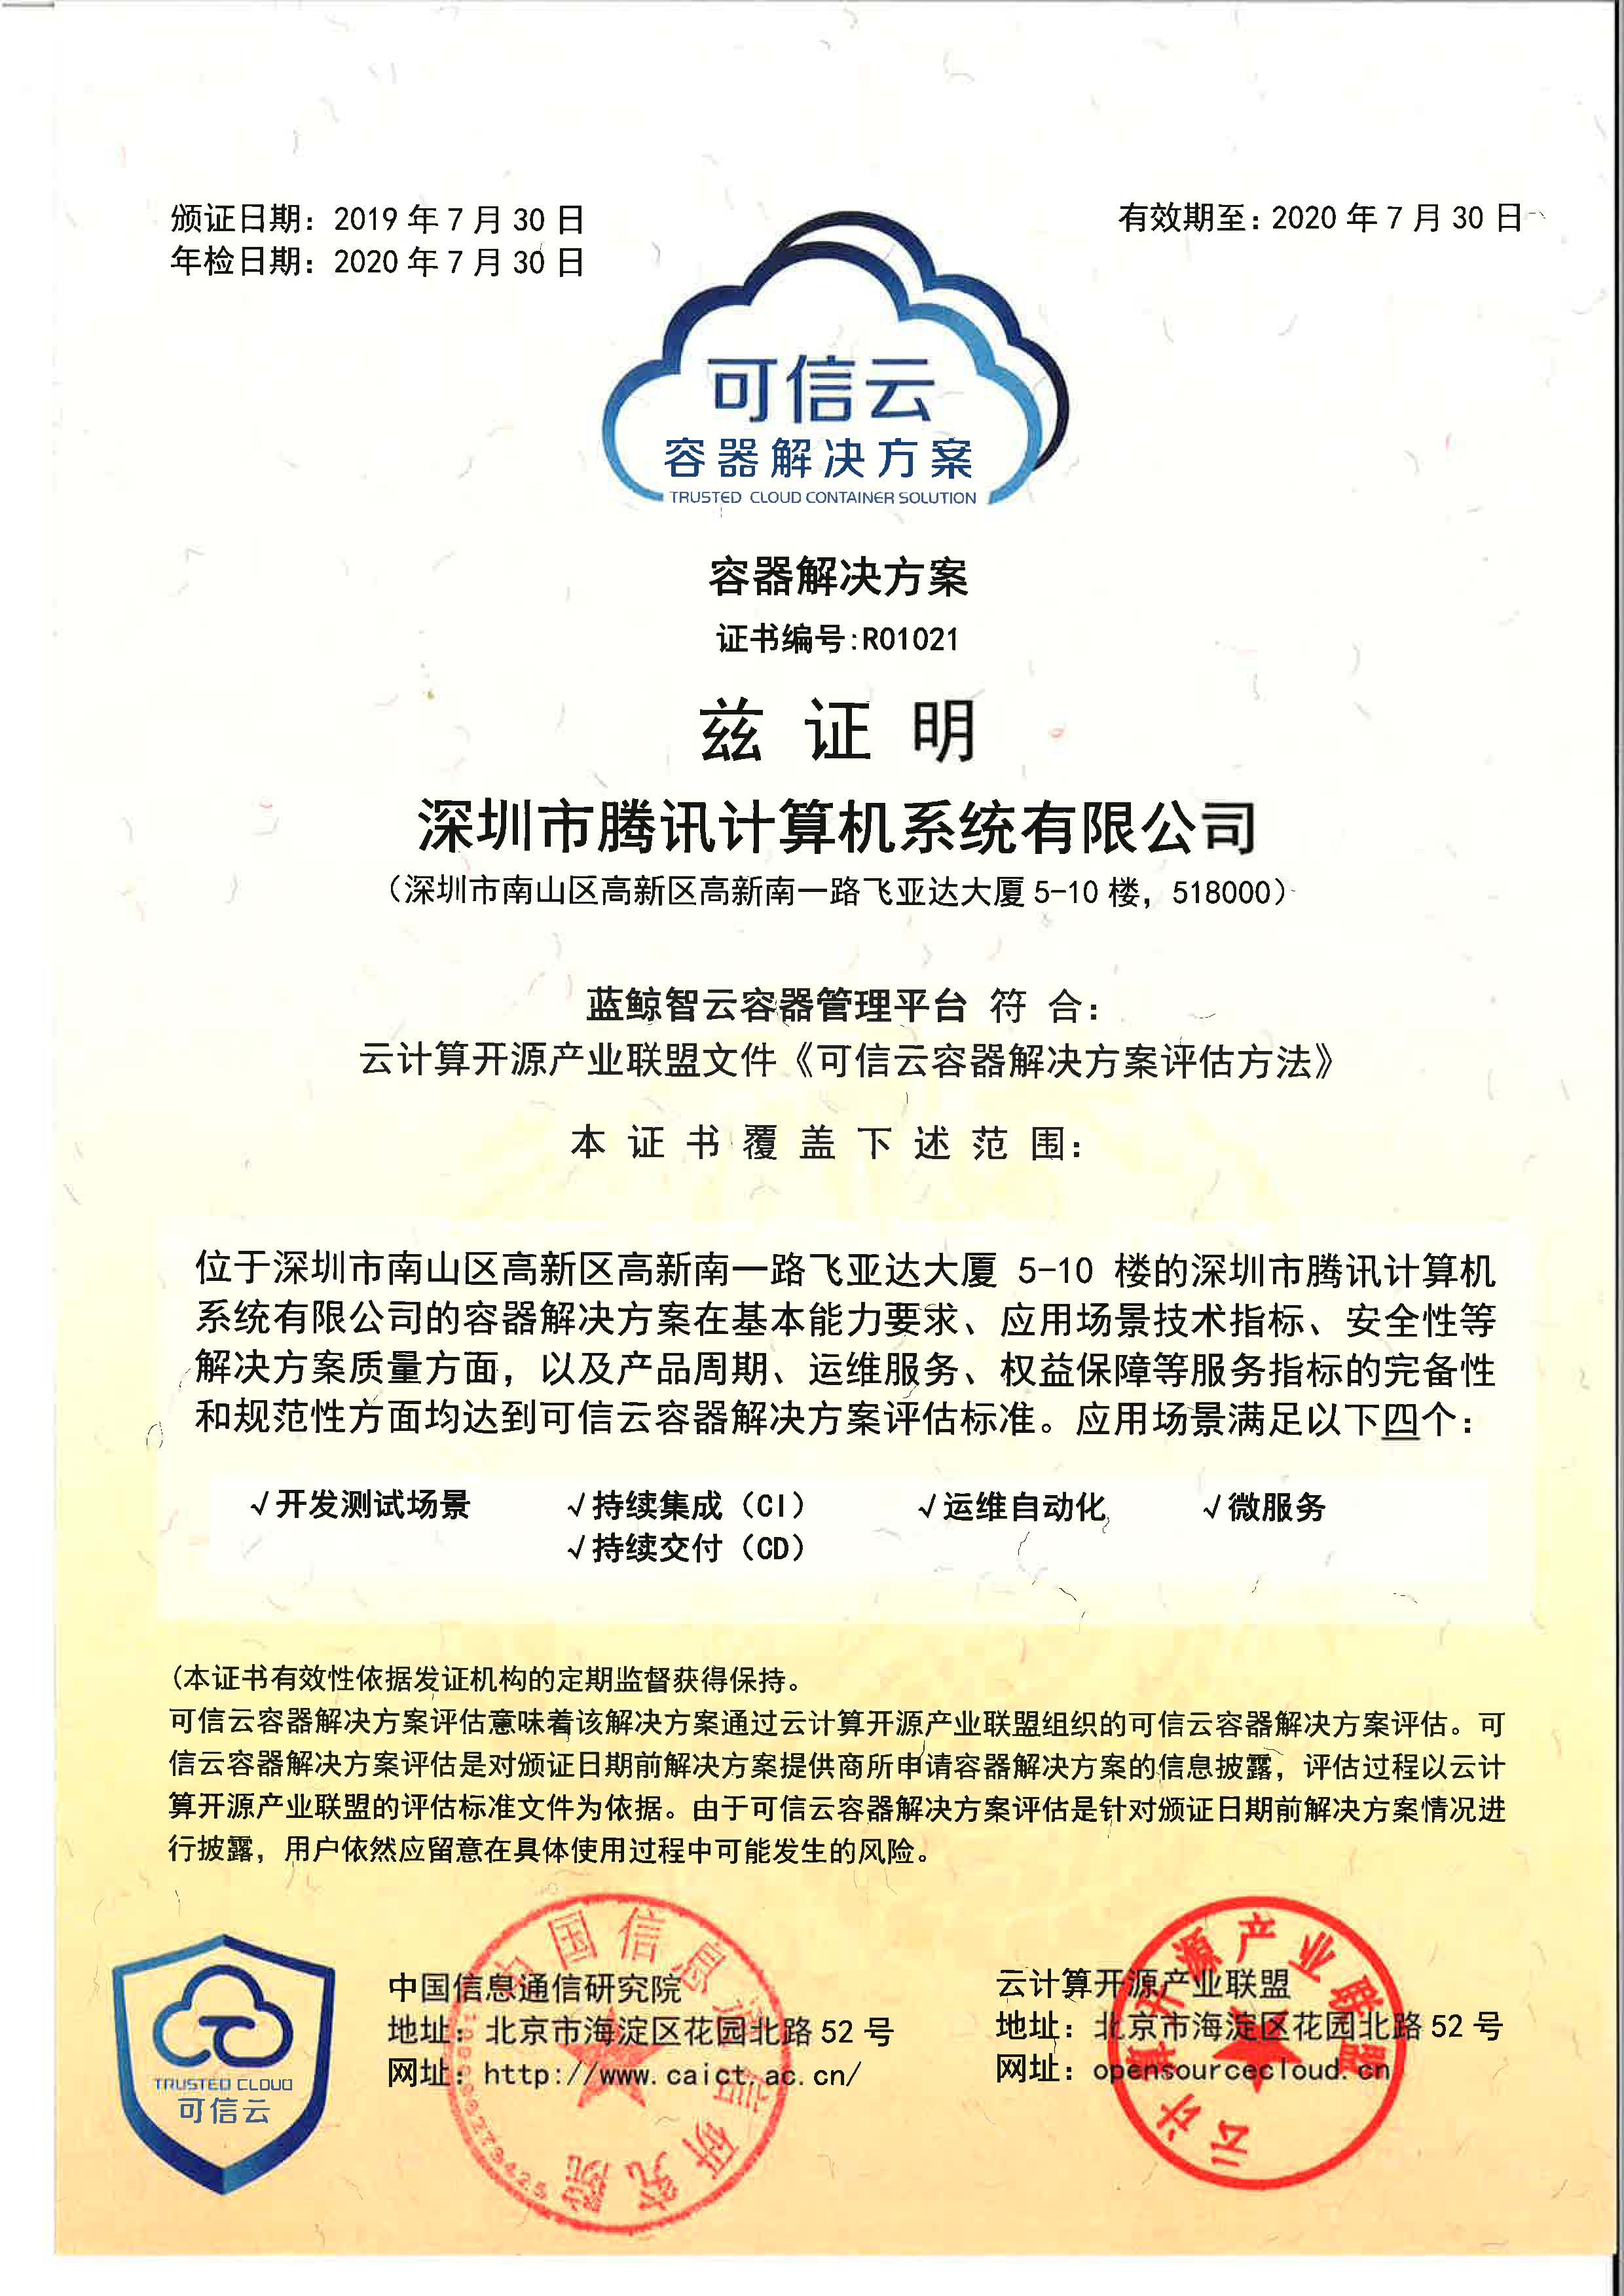 颁证日期：2019 年 7 月 30 日
有效期至：2020 年 7 月 30 日
年检日期：2020 年 7 月 30 日
可信云
容器解决方案
TRUSTED CLOUD CONTAINER SOLUTION
容器解决方案
证书编号:R01021
兹 证 明
深圳市腾讯计算机系统有限公司
（深圳市南山区高新区高新南一路飞亚达大厦 5-10 楼，518000）
蓝鲸智云容器管理平台 符 合：
云计算开源产业联盟文件《可信云容器解决方案评估方法》
本 证 书 覆 盖 下 述 范 围：
位于深圳市南山区高新区高新南一路飞亚达大厦 5-10 楼的深圳市腾讯计算机
系统有限公司的容器解决方案在基本能力要求、应用场景技术指标、安全性等
解决方案质量方面，以及产品周期、运维服务、权益保障等服务指标的完备性
和规范性方面均达到可信云容器解决方案评估标准。应用场景满足以下四个：
√开发测试场景 √持续集成（CI） √运维自动化 √微服务
√持续交付（CD）
(本证书有效性依据发证机构的定期监督获得保持。
可信云容器解决方案评估意味着该解决方案通过云计算开源产业联盟组织的可信云容器解决方案评估。可
信云容器解决方案评估是对颁证日期前解决方案提供商所申请容器解决方案的信息披露，评估过程以云计
算开源产业联盟的评估标准文件为依据。由于可信云容器解决方案评估是针对颁证日期前解决方案情况进
行披露，用户依然应留意在具体使用过程中可能发生的风险。
TRUSTED CLOUD
可信云
中国信息通信研究院
地址：北京市海淀区花园北路 52 号
网址：http://www.caict.ac.cn/
中国信息通信研究院
云计算开源产业联盟
地址：北京市海淀区花园北路 52 号
网址：opensourcecloud.cn
云计算开源产业联盟